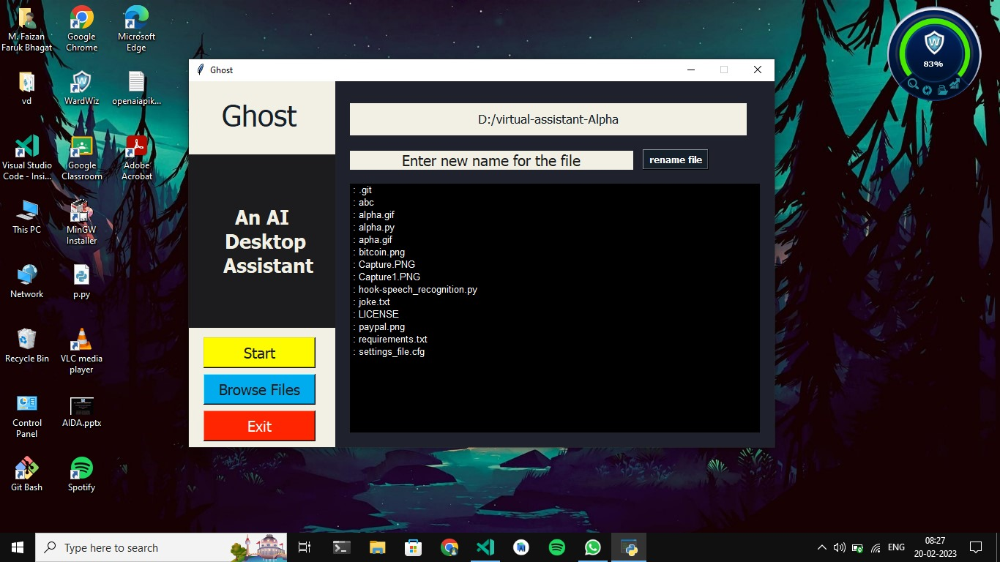 M. Faizan
Faruk Bhagat
Google
Chrome
Microsoft
Edge
vd
WardWiz
openaiapik...
Visual Studio
Code - Insi...
Google
Classroom
Adobe
Acrobat
This PC
MinGW
Installer
Network
p.py
Recycle Bin
VLC media
player
Control
Panel
AIDA.pptx
Git Bash
Spotify
Ghost
Ghost
An AI
Desktop
Assistant
Start
Browse Files
Exit
D:/virtual-assistant-Alpha
Enter new name for the file
rename file
: .git
: abc
: alpha.gif
: alpha.py
: apha.gif
: bitcoin.png
: Capture.PNG
: Capture1.PNG
: hook-speech_recognition.py
: joke.txt
: LICENSE
: paypal.png
: requirements.txt
: settings_file.cfg
W
83%
Type here to search
ENG
08:27
20-02-2023